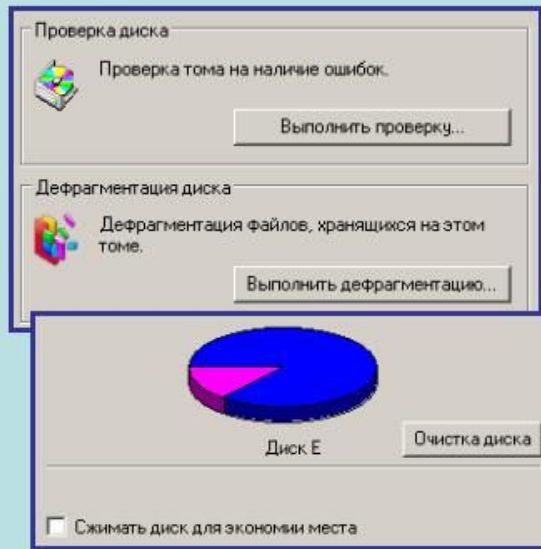 Проверка диска
Проверка тома на наличие ошибок.
Выполнить проверку...
Дефрагментация диска
Дефрагментация файлов, хранящихся на этом
томе.
Выполнить дефрагментацию...
Диск E
Очистка диска
Сжимать диск для экономии места